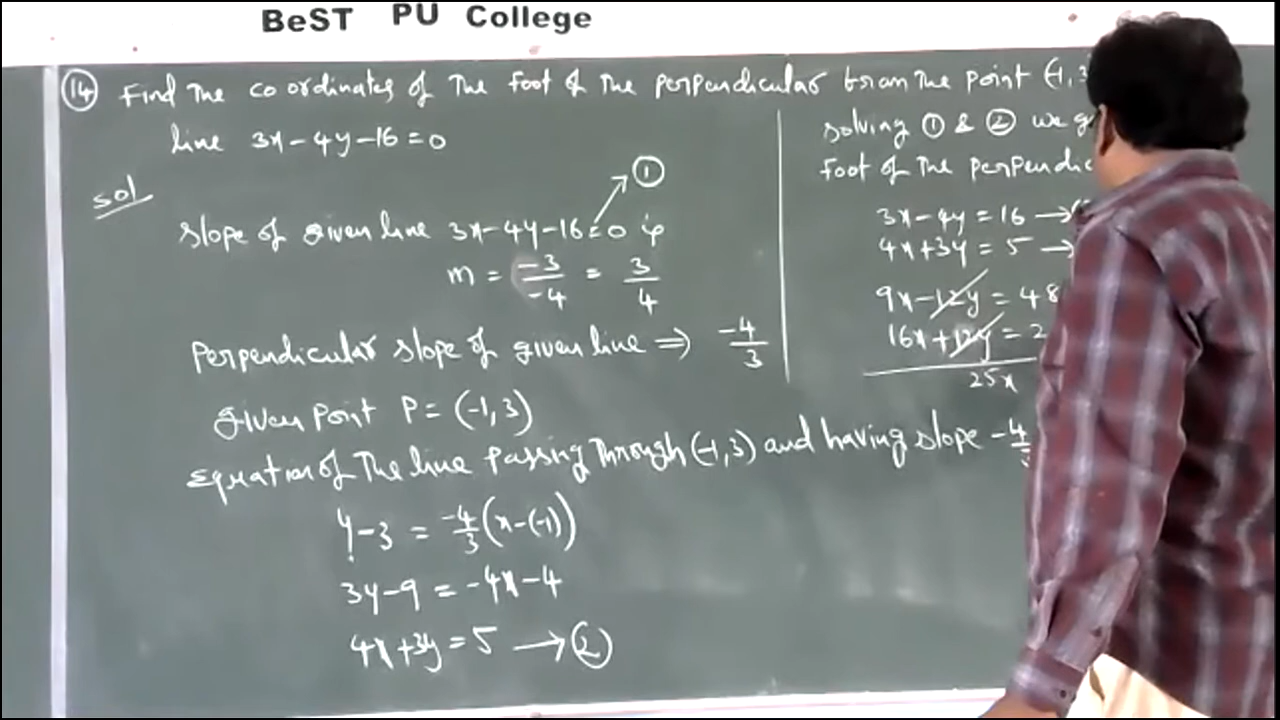 BeST PU College
14 Find The co ordinates of The foot of The perpendicular from The point (-1, 3
line 3x-4y-16=0
sol
slope of given line 3x-4y-16=0 is
1
m = -3/-4 = 3/4
Perpendicular slope of given line ⇒ -4/3
Given point P = (-1, 3)
Equation of The line passing Through (-1, 3) and having slope -4/3
y-3 = -4/3 (x-(-1))
3y-9 = -4x-4
4x+3y=5 → 2
solving 1 & 2 we
foot of The
3x-4y = 16 →
4x+3y = 5 →
9x-12y = 48
16x+12y = 
25x